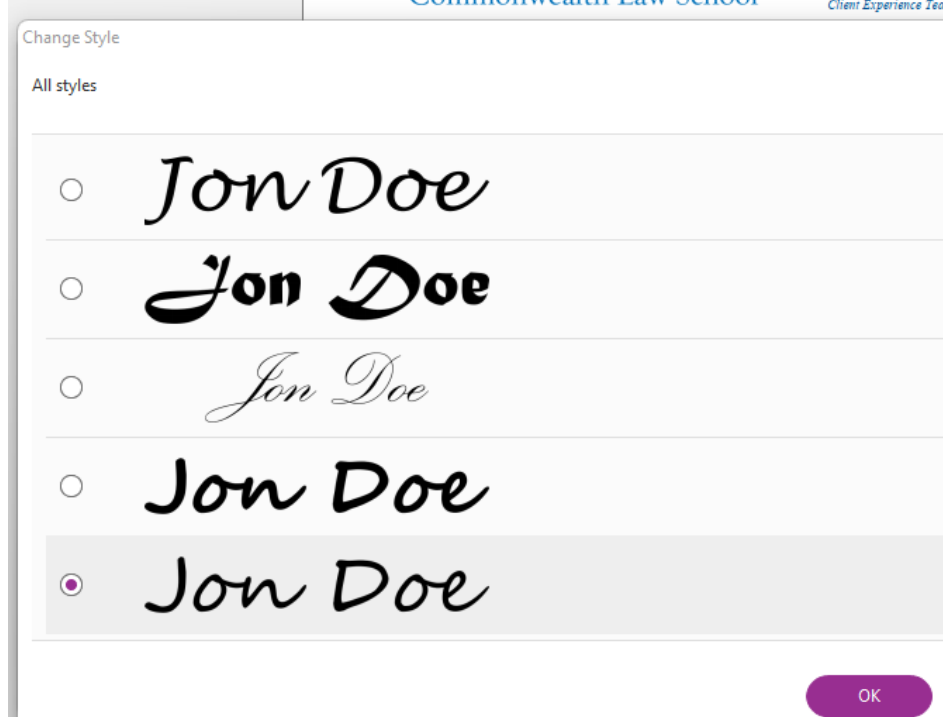 Commonwealth Law School
Client Experience Tea
Change Style
All styles
Jon Doe
Jon Doe
Jon Doe
Jon Doe
Jon Doe
OK